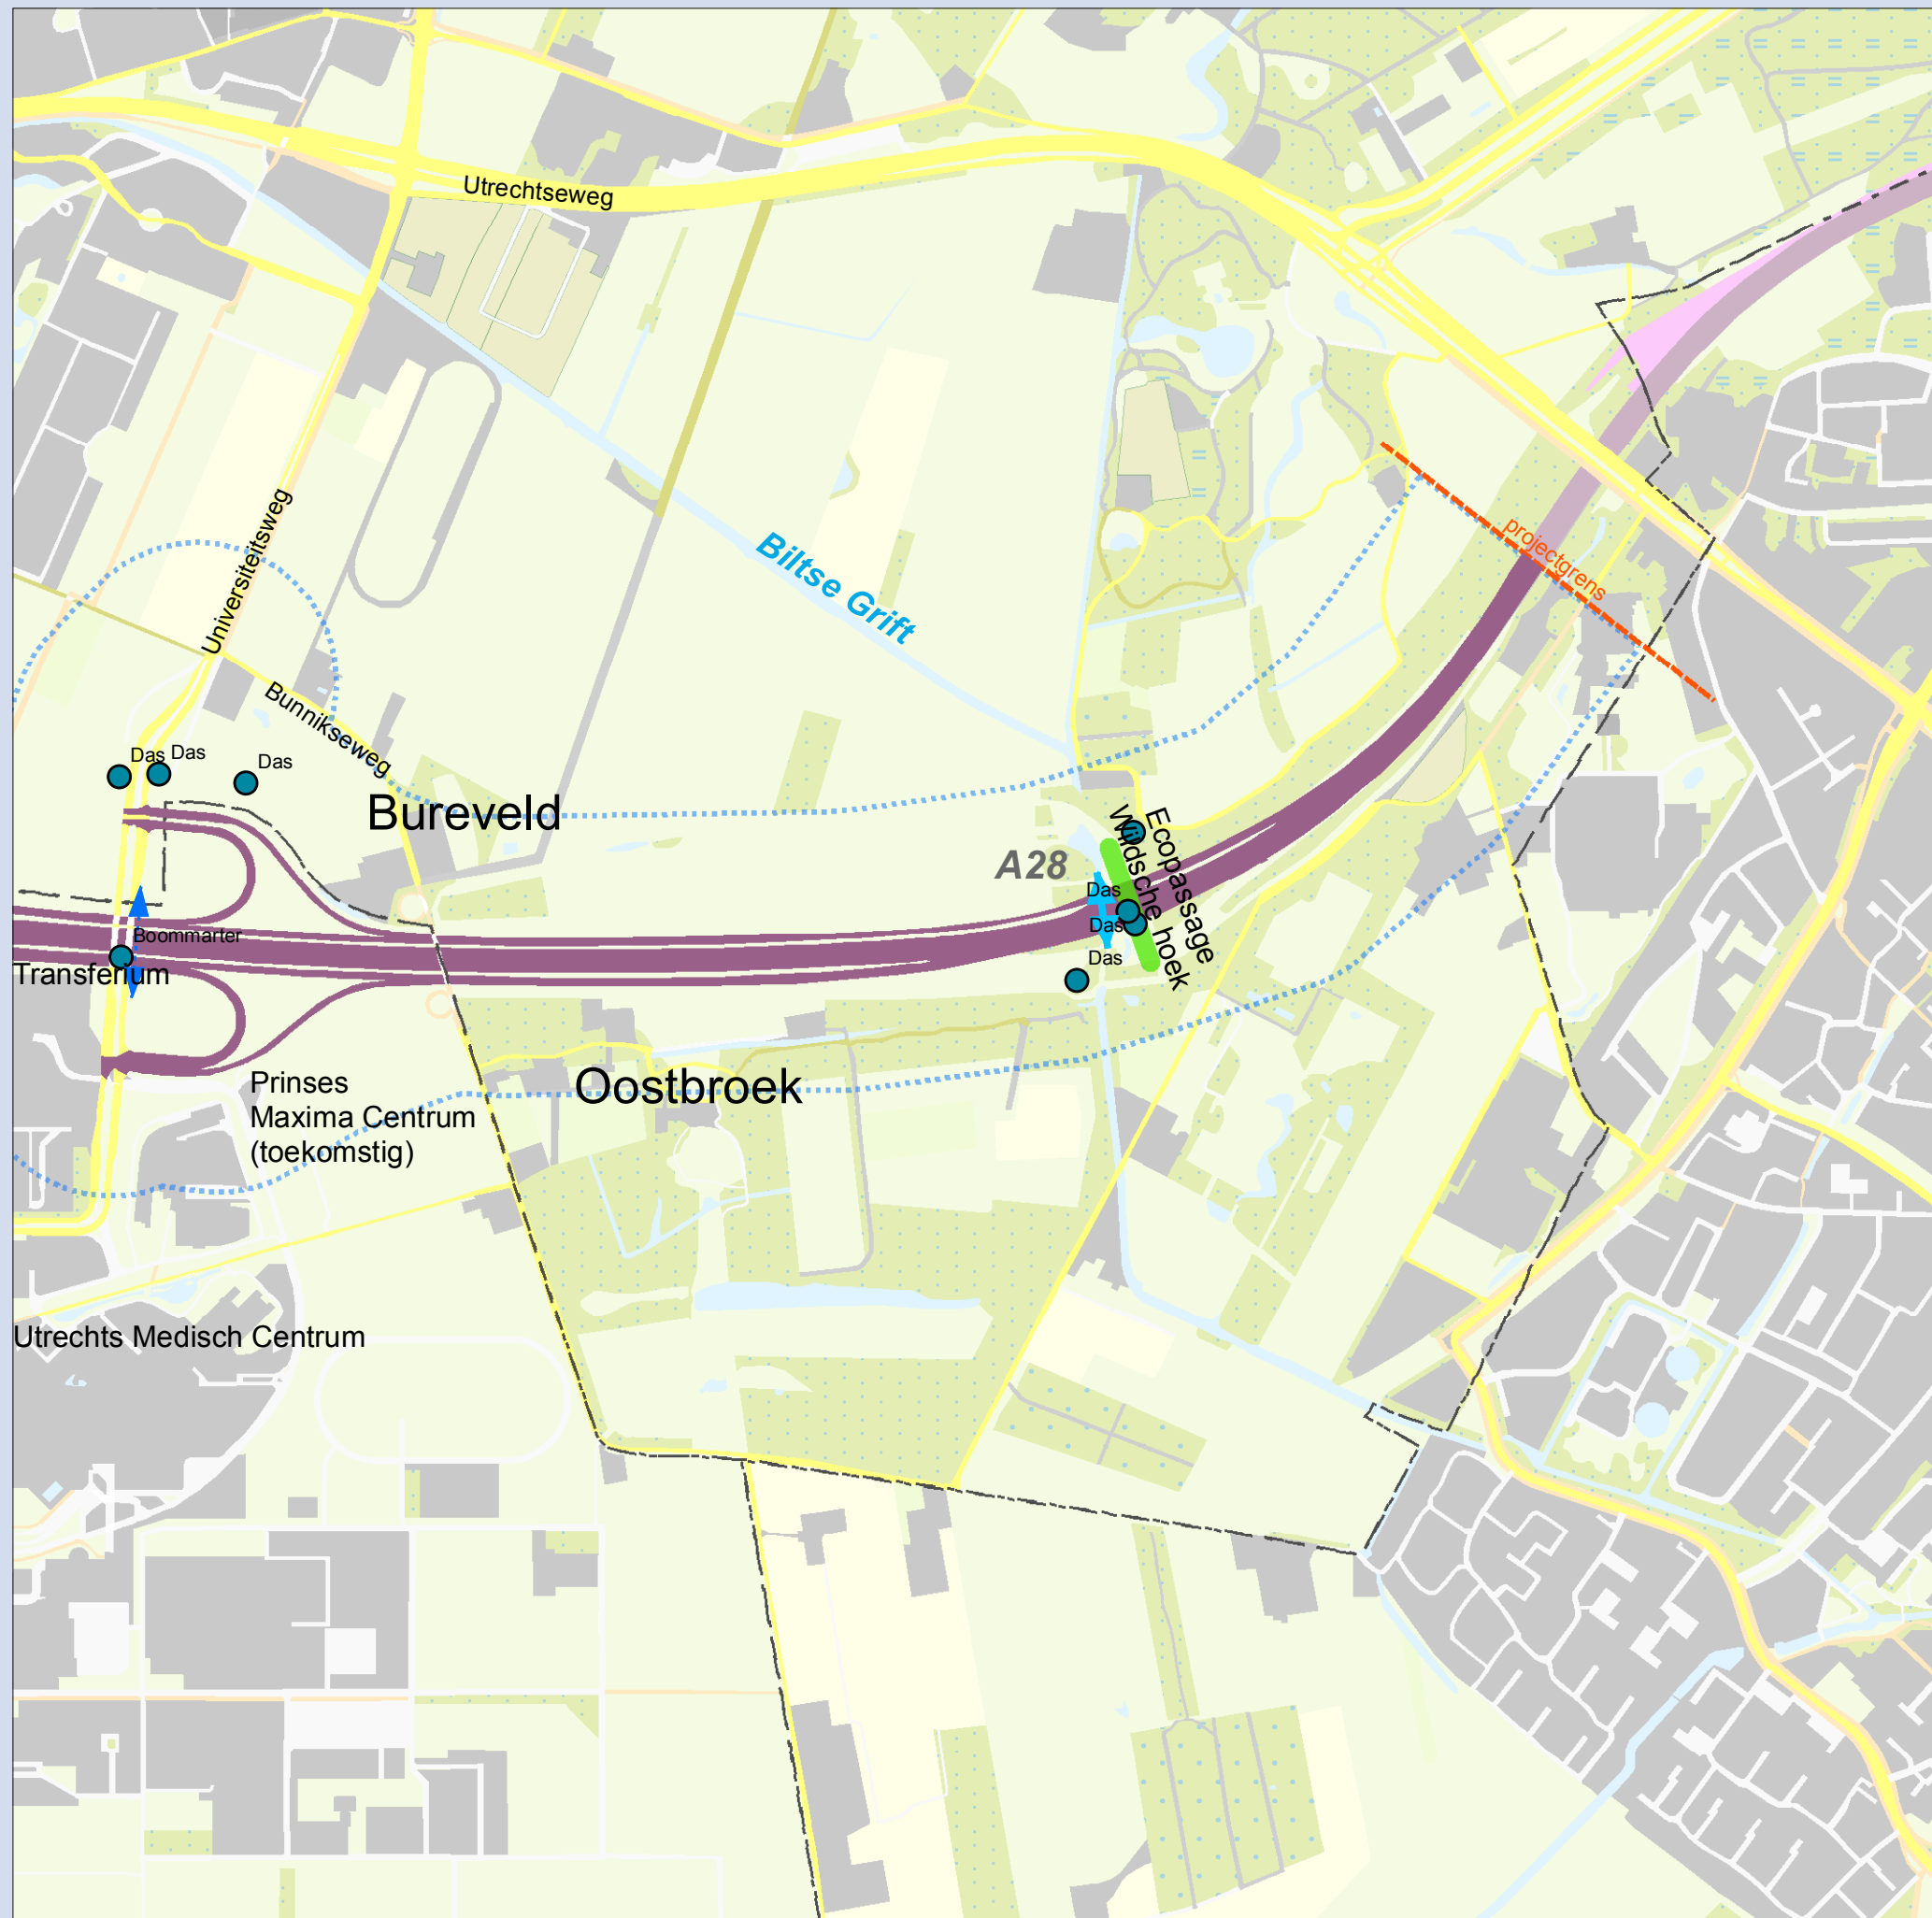 Utrechtseweg
Universiteitsweg
Biltse Grift
projectgrens
Bunnikseweg
Das
Das
Das
Bureveld
A28
Ecopassage
Wildsche hoek
Das
Das
Das
Boommarter
Transferium
Prinses
Maxima Centrum
(toekomstig)
Oostbroek
Utrechts Medisch Centrum